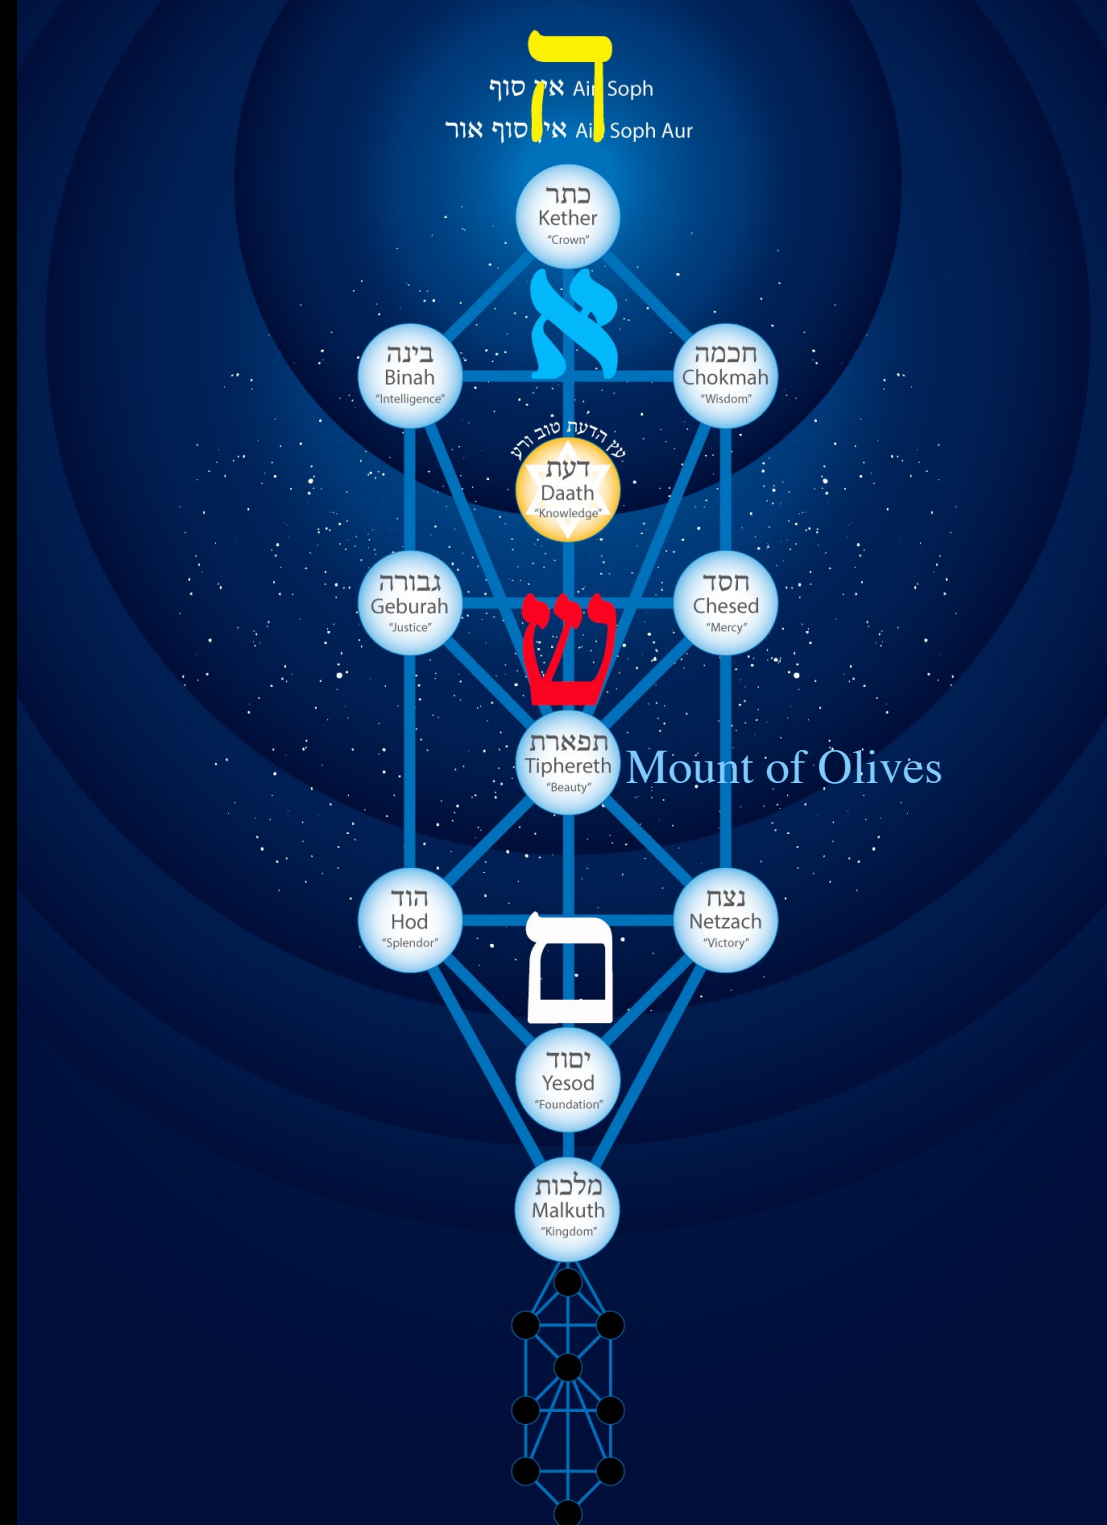 ה
אין סוף Ain Soph
אין סוף אור Ain Soph Aur
כתר
Kether
"Crown"
א
בינה
Binah
"Intelligence"
חכמה
Chokmah
"Wisdom"
עץ הדעת טוב ורע
דעת
Daath
"Knowledge"
גבורה
Geburah
"Justice"
חסד
Chesed
"Mercy"
ש
תפארת
Tiphereth
"Beauty"
Mount of Olives
הוד
Hod
"Splendor"
נצח
Netzach
"Victory"
ם
יסוד
Yesod
"Foundation"
מלכות
Malkuth
"Kingdom"